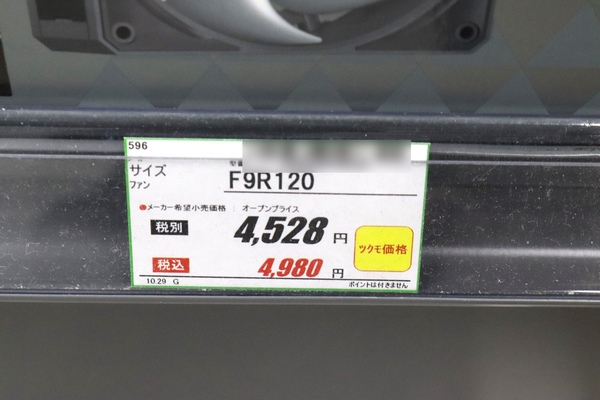 596
サイズ
ファン
F9R120
メーカー希望小売価格 オープンプライス
税別 4,528 円
ツクモ価格
税込 4,980 円
10.29 G ポイントは付きません